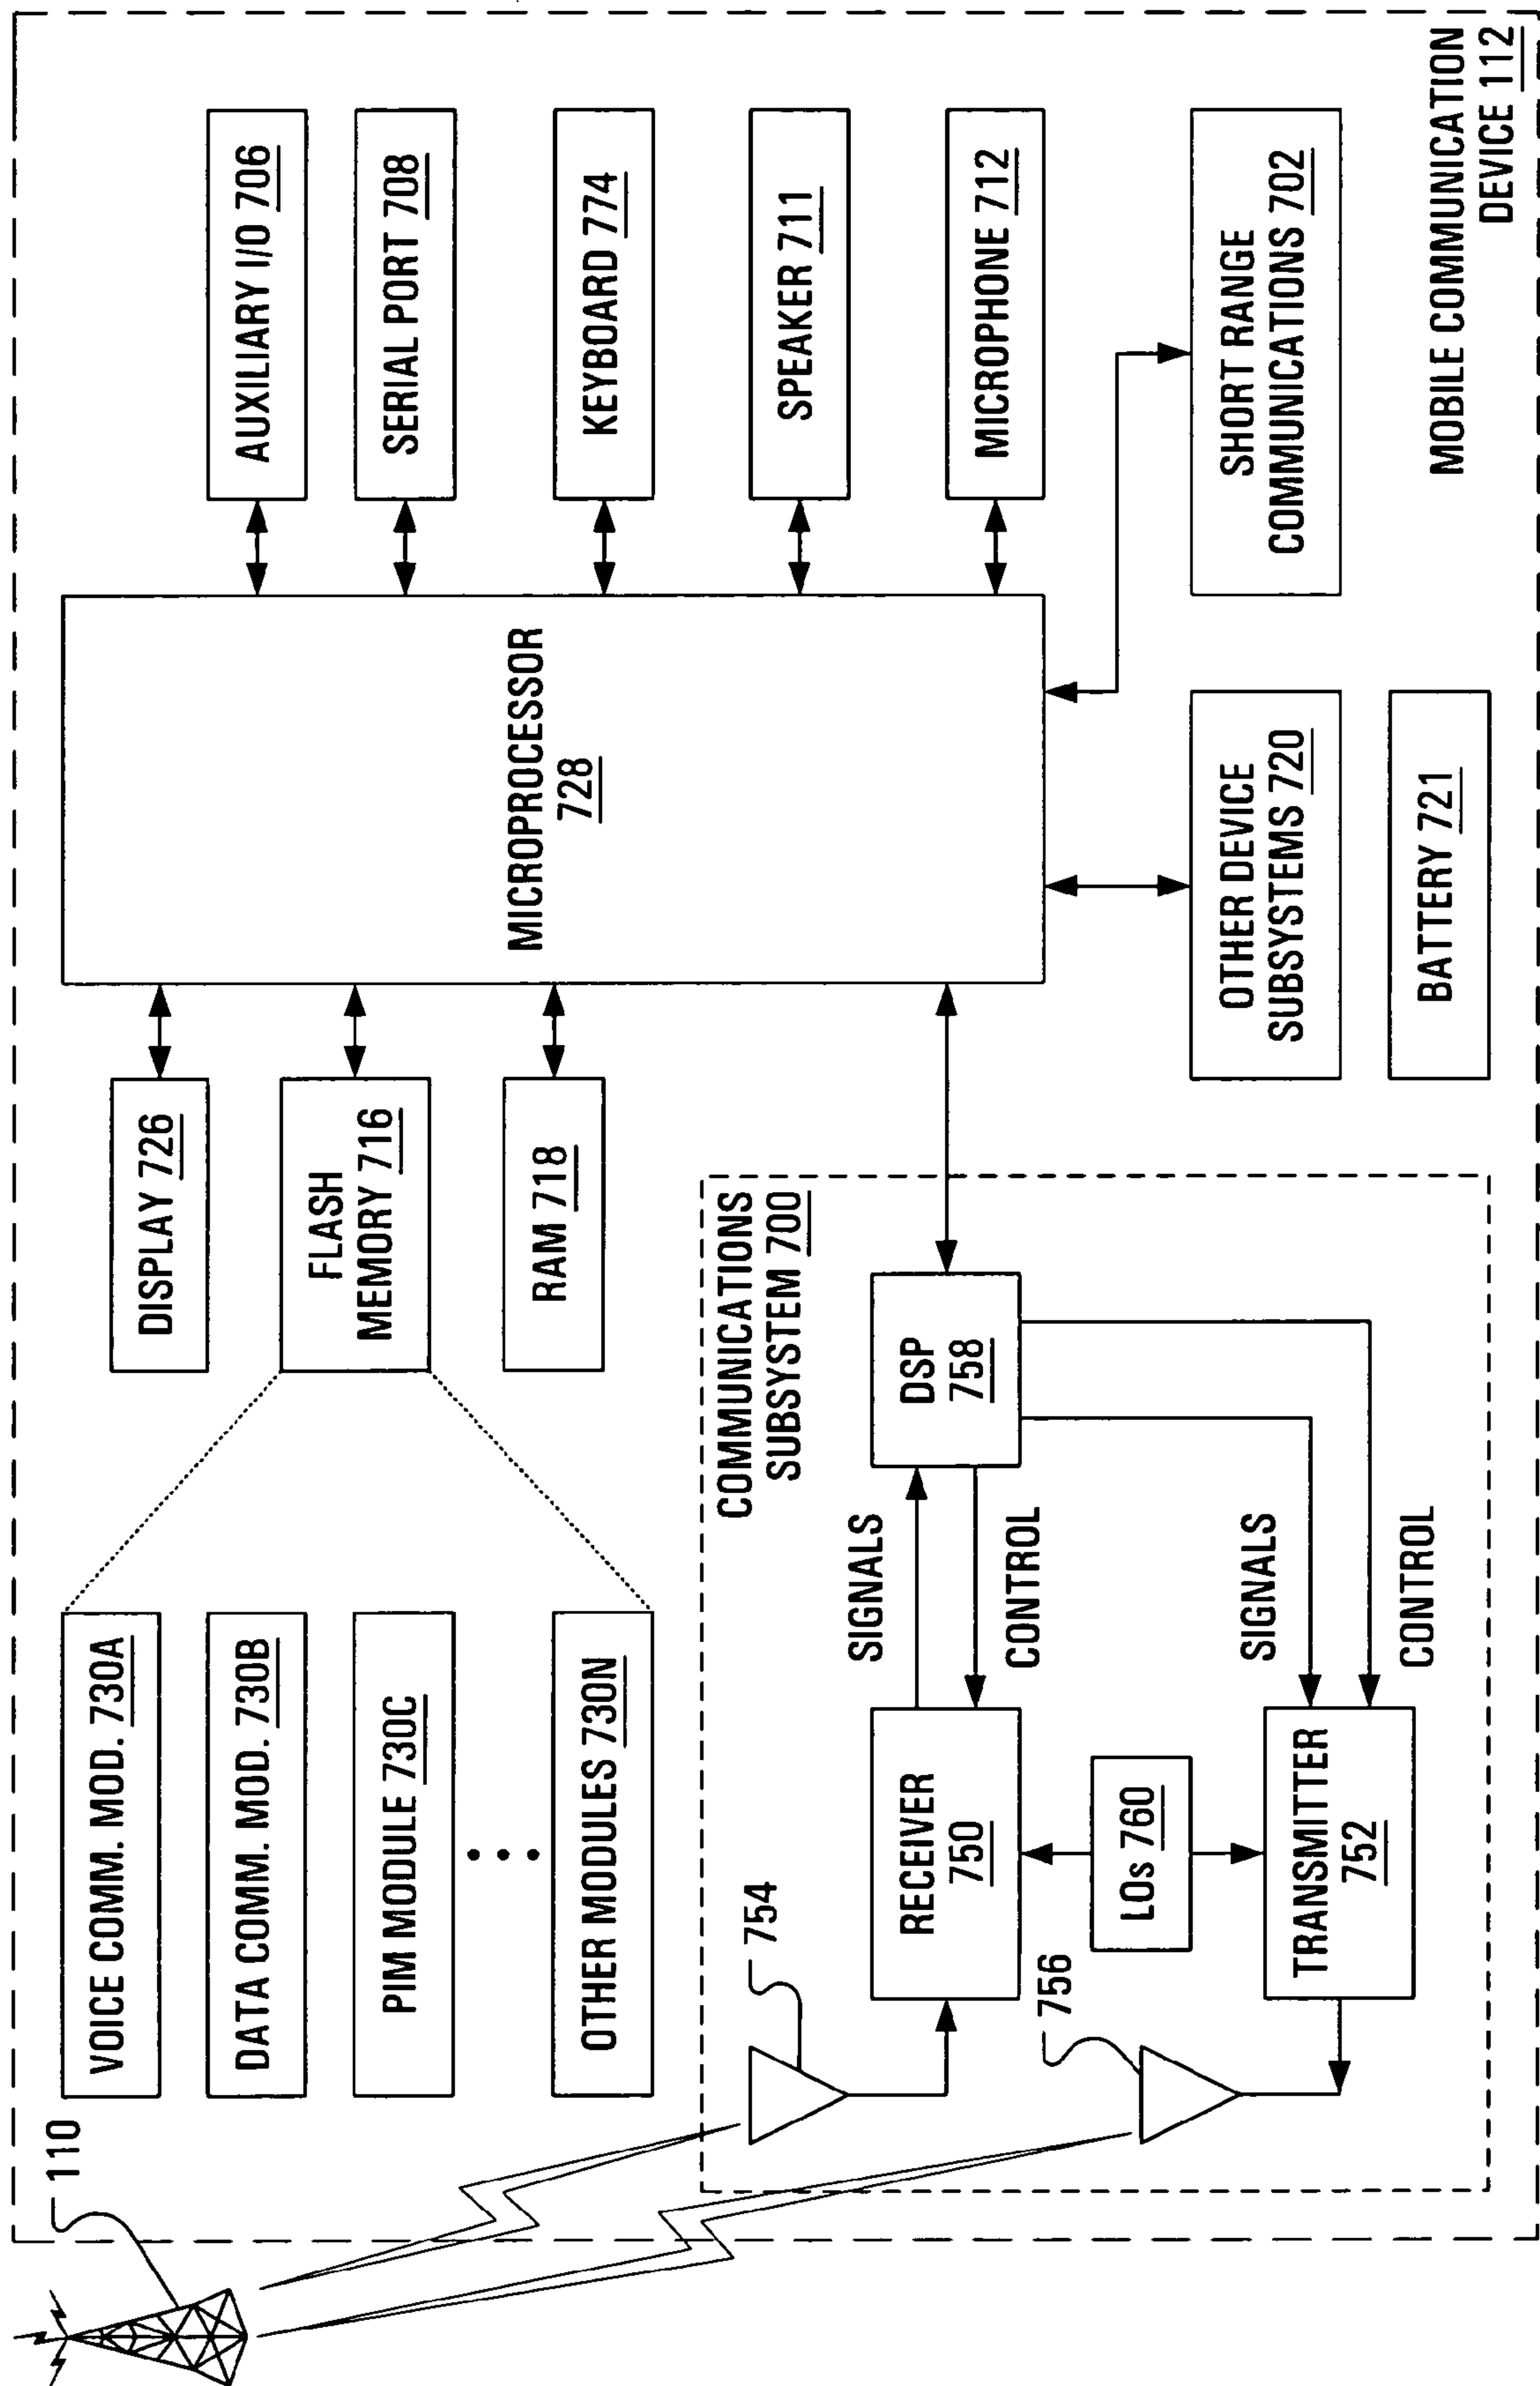 110
VOICE COMM. MOD. 730A
DATA COMM. MOD. 730B
PIM MODULE 730C
OTHER MODULES 730N
DISPLAY 726
FLASH
MEMORY 716
RAM 718
MICROPROCESSOR
728
AUXILIARY I/O 706
SERIAL PORT 708
KEYBOARD 774
SPEAKER 711
MICROPHONE 712
COMMUNICATIONS
SUBSYSTEM 700
754
RECEIVER
750
SIGNALS
CONTROL
DSP
758
756
LOs 760
TRANSMITTER
752
SIGNALS
CONTROL
OTHER DEVICE
SUBSYSTEMS 720
SHORT RANGE
COMMUNICATIONS 702
BATTERY 721
MOBILE COMMUNICATION
DEVICE 112